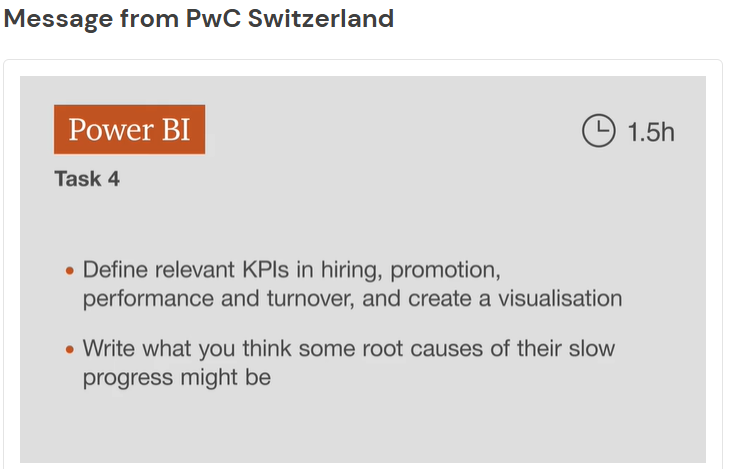 Message from PwC Switzerland
Power BI
1.5h
Task 4
• Define relevant KPIs in hiring, promotion,
performance and turnover, and create a visualisation
• Write what you think some root causes of their slow
progress might be